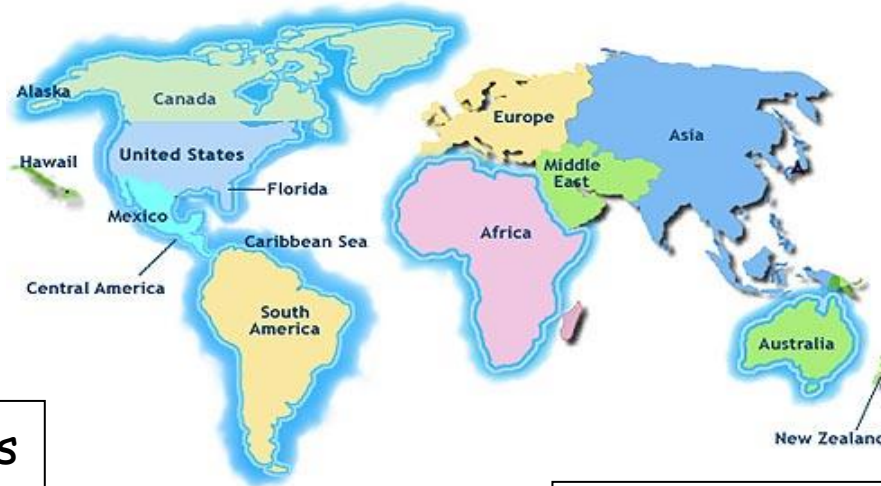 Alaska
Canada
Europe
Asia
Hawail
United States
Middle
East
Florida
Mexico
Africa
Caribbean Sea
Central America
South
America
Australia
New Zealand
s